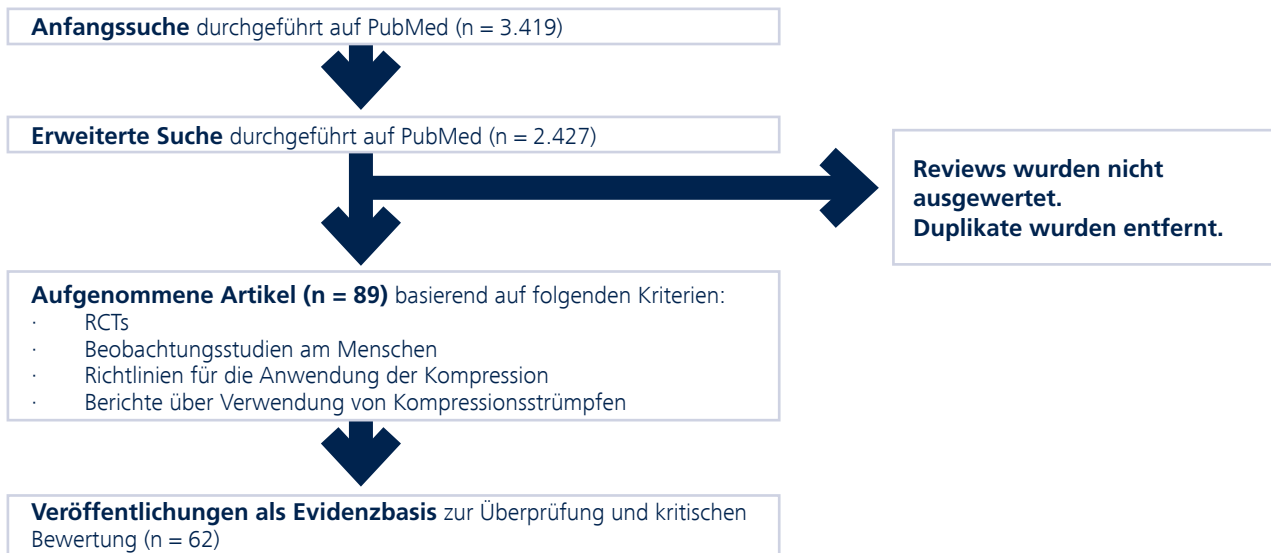 Anfangssuche durchgeführt auf PubMed (n = 3.419)
Erweiterte Suche durchgeführt auf PubMed (n = 2.427)
Reviews wurden nicht
ausgewertet.
Duplikate wurden entfernt.
Aufgenommene Artikel (n = 89) basierend auf folgenden Kriterien:
· RCTs
· Beobachtungsstudien am Menschen
· Richtlinien für die Anwendung der Kompression
· Berichte über Verwendung von Kompressionsstrümpfen
Veröffentlichungen als Evidenzbasis zur Überprüfung und kritischen
Bewertung (n = 62)